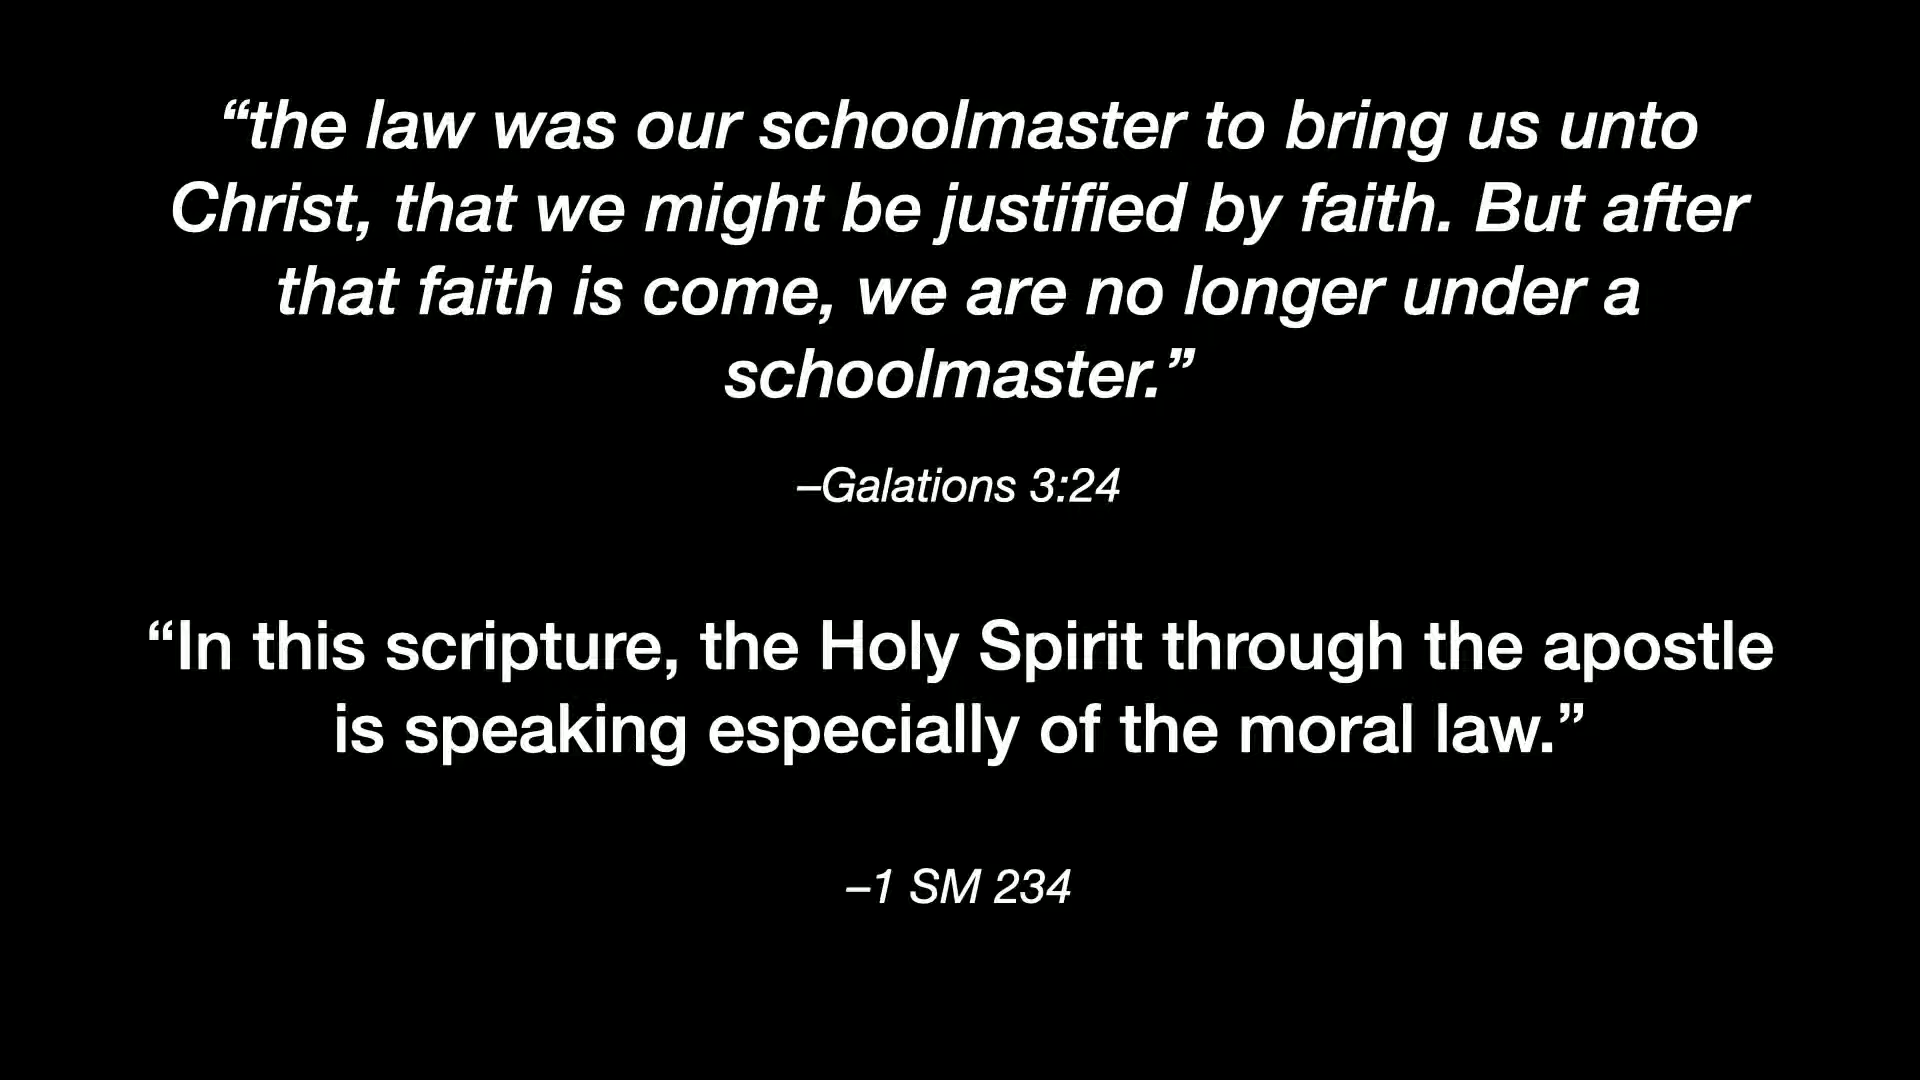 “the law was our schoolmaster to bring us unto
Christ, that we might be justified by faith. But after
that faith is come, we are no longer under a
schoolmaster.”
–Galations 3:24
“In this scripture, the Holy Spirit through the apostle
is speaking especially of the moral law.”
–1 SM 234